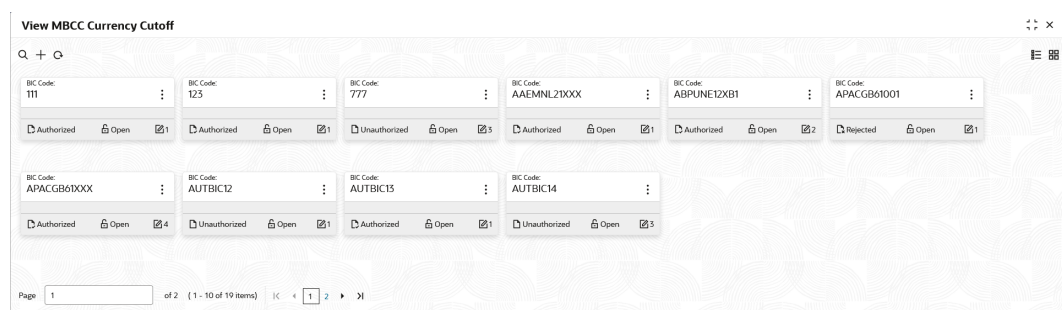 View MBCC Currency Cutoff
BIC Code: BIC Code: BIC Code: BIC Code: BIC Code: BIC Code:
111 123 777 AAEMNL21XXX ABPUNE12XB1 APACGB61001
Authorized Open 1 Authorized Open 1 Unauthorized Open 3 Authorized Open 1 Authorized Open 2 Rejected Open 1
BIC Code: BIC Code: BIC Code: BIC Code:
APACGB61XXX AUTBIC12 AUTBIC13 AUTBIC14
Authorized Open 4 Unauthorized Open 1 Authorized Open 1 Unauthorized Open 3
Page 1 of 2 ( 1 - 10 of 19 items) 1 2